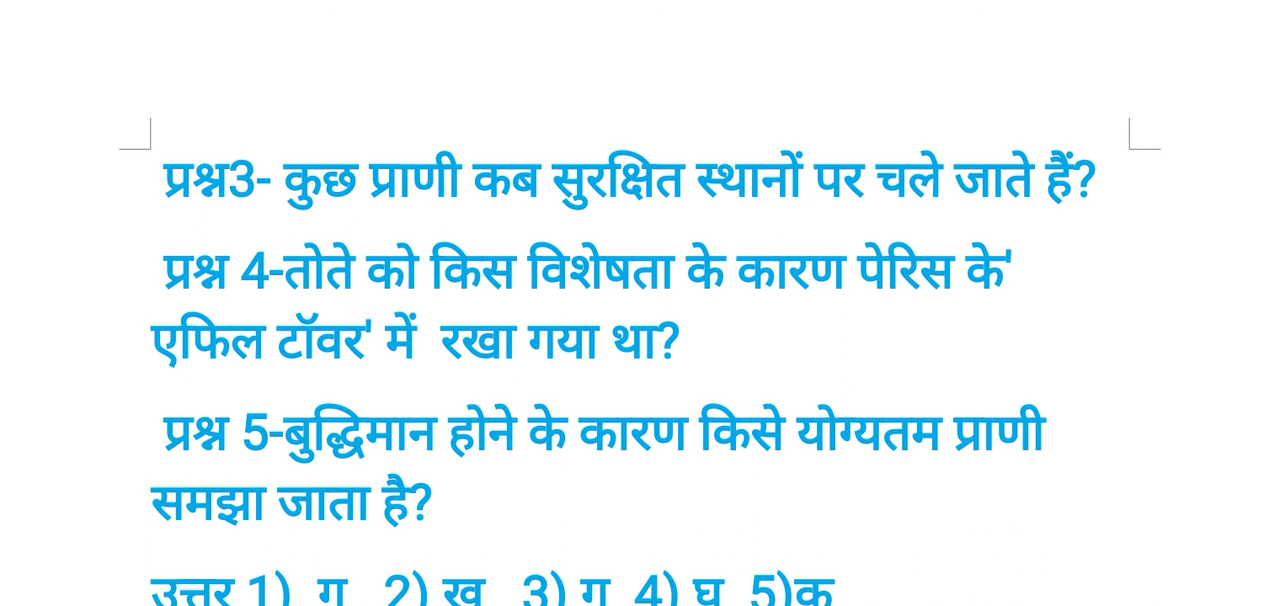 प्रश्न3- कुछ प्राणी कब सुरक्षित स्थानों पर चले जाते हैं?
प्रश्न 4-तोते को किस विशेषता के कारण पेरिस के'
एफिल टॉवर' में रखा गया था?
प्रश्न 5-बुद्धिमान होने के कारण किसे योग्यतम प्राणी
समझा जाता है?
उत्तर 1) ग 2) ख 3) ग 4) घ 5)क